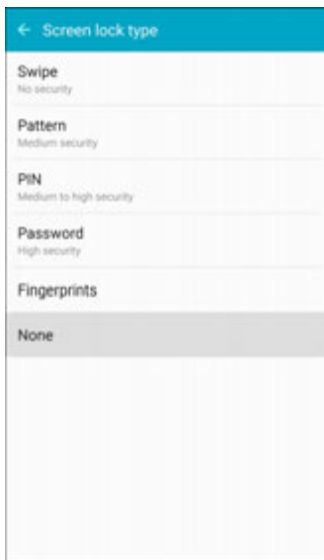 Screen lock type
Swipe
No security
Pattern
Medium security
PIN
Medium to high security
Password
High security
Fingerprints
None